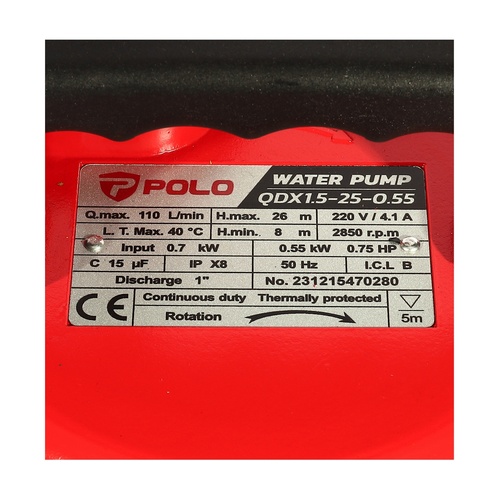 POLO WATER PUMP
QDX1.5-25-0.55
Q.max. 110 L/min H.max. 26 m 220 V / 4.1 A
L. T. Max. 40 °C H.min. 8 m 2850 r.p.m
Input 0.7 kW 0.55 kW 0.75 HP
C 15 µF IP X8 50 Hz I.C.L B
Discharge 1" No. 231215470280
CE Continuous duty Thermally protected
Rotation 5m